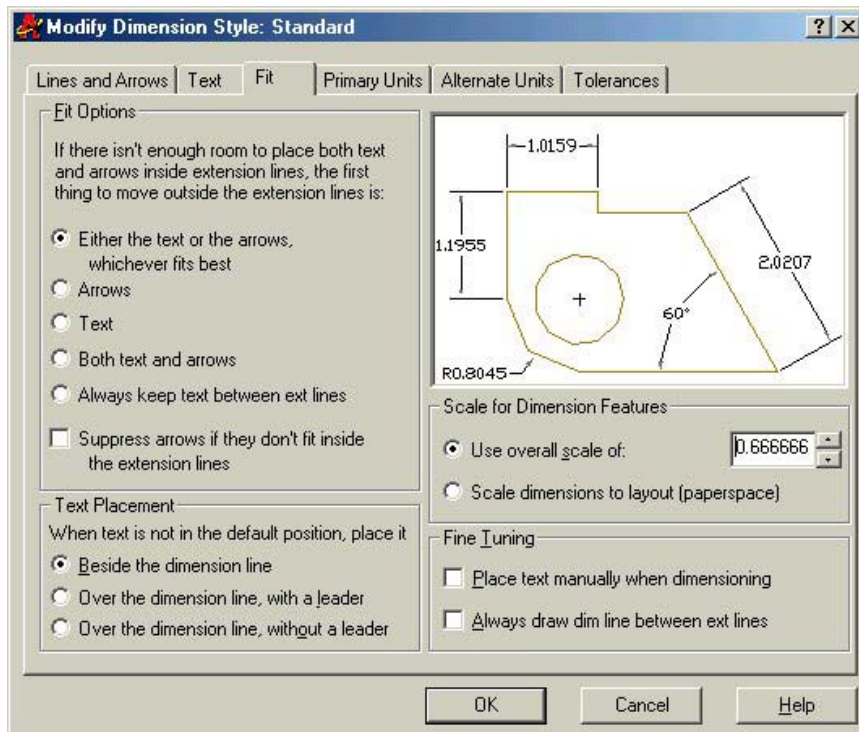 Modify Dimension Style: Standard
Lines and Arrows
Text
Fit
Primary Units
Alternate Units
Tolerances
Fit Options
If there isn't enough room to place both text
and arrows inside extension lines, the first
thing to move outside the extension lines is:
Either the text or the arrows,
whichever fits best
Arrows
Text
Both text and arrows
Always keep text between ext lines
Suppress arrows if they don't fit inside
the extension lines
Text Placement
When text is not in the default position, place it
Beside the dimension line
Over the dimension line, with a leader
Over the dimension line, without a leader
1.0159
1.1955
2.0207
60°
R0.8045
Scale for Dimension Features
Use overall scale of:
0.666666
Scale dimensions to layout (paperspace)
Fine Tuning
Place text manually when dimensioning
Always draw dim line between ext lines
OK
Cancel
Help